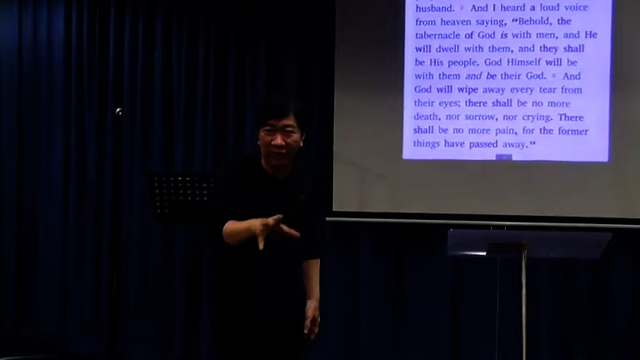 husband. 3 And I heard a loud voice
from heaven saying, "Behold, the
tabernacle of God is with men, and He
will dwell with them, and they shall
be His people. God Himself will be
with them and be their God. 4 And
God will wipe away every tear from
their eyes; there shall be no more
death, nor sorrow, nor crying. There
shall be no more pain, for the former
things have passed away."